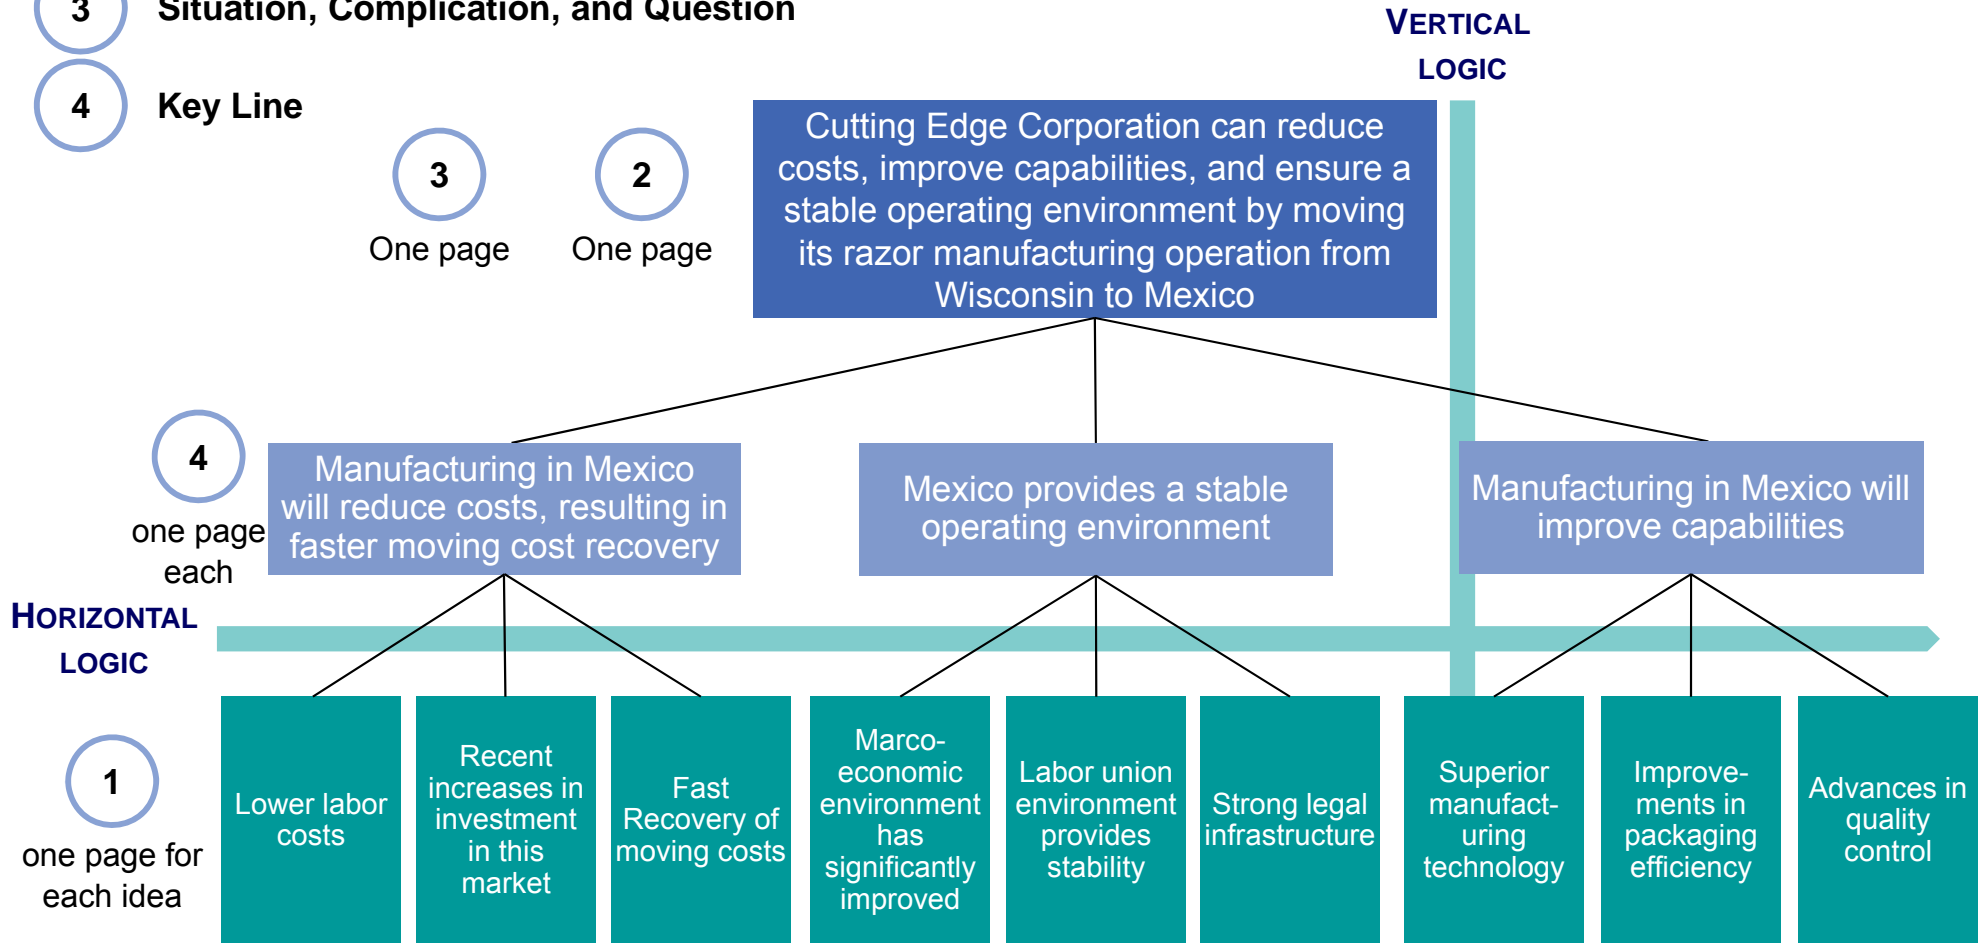 3 Situation, Complication, and Question
4 Key Line
VERTICAL
LOGIC
Cutting Edge Corporation can reduce
costs, improve capabilities, and ensure a
stable operating environment by moving
its razor manufacturing operation from
Wisconsin to Mexico
3
One page
2
One page
4
one page
each
Manufacturing in Mexico
will reduce costs, resulting in
faster moving cost recovery
Mexico provides a stable
operating environment
Manufacturing in Mexico will
improve capabilities
HORIZONTAL
LOGIC
1
one page for
each idea
Lower labor
costs
Recent
increases in
investment
in this
market
Fast
Recovery of
moving costs
Marco-
economic
environment
has
significantly
improved
Labor union
environment
provides
stability
Strong legal
infrastructure
Superior
manufact-
uring
technology
Improve-
ments in
packaging
efficiency
Advances in
quality
control